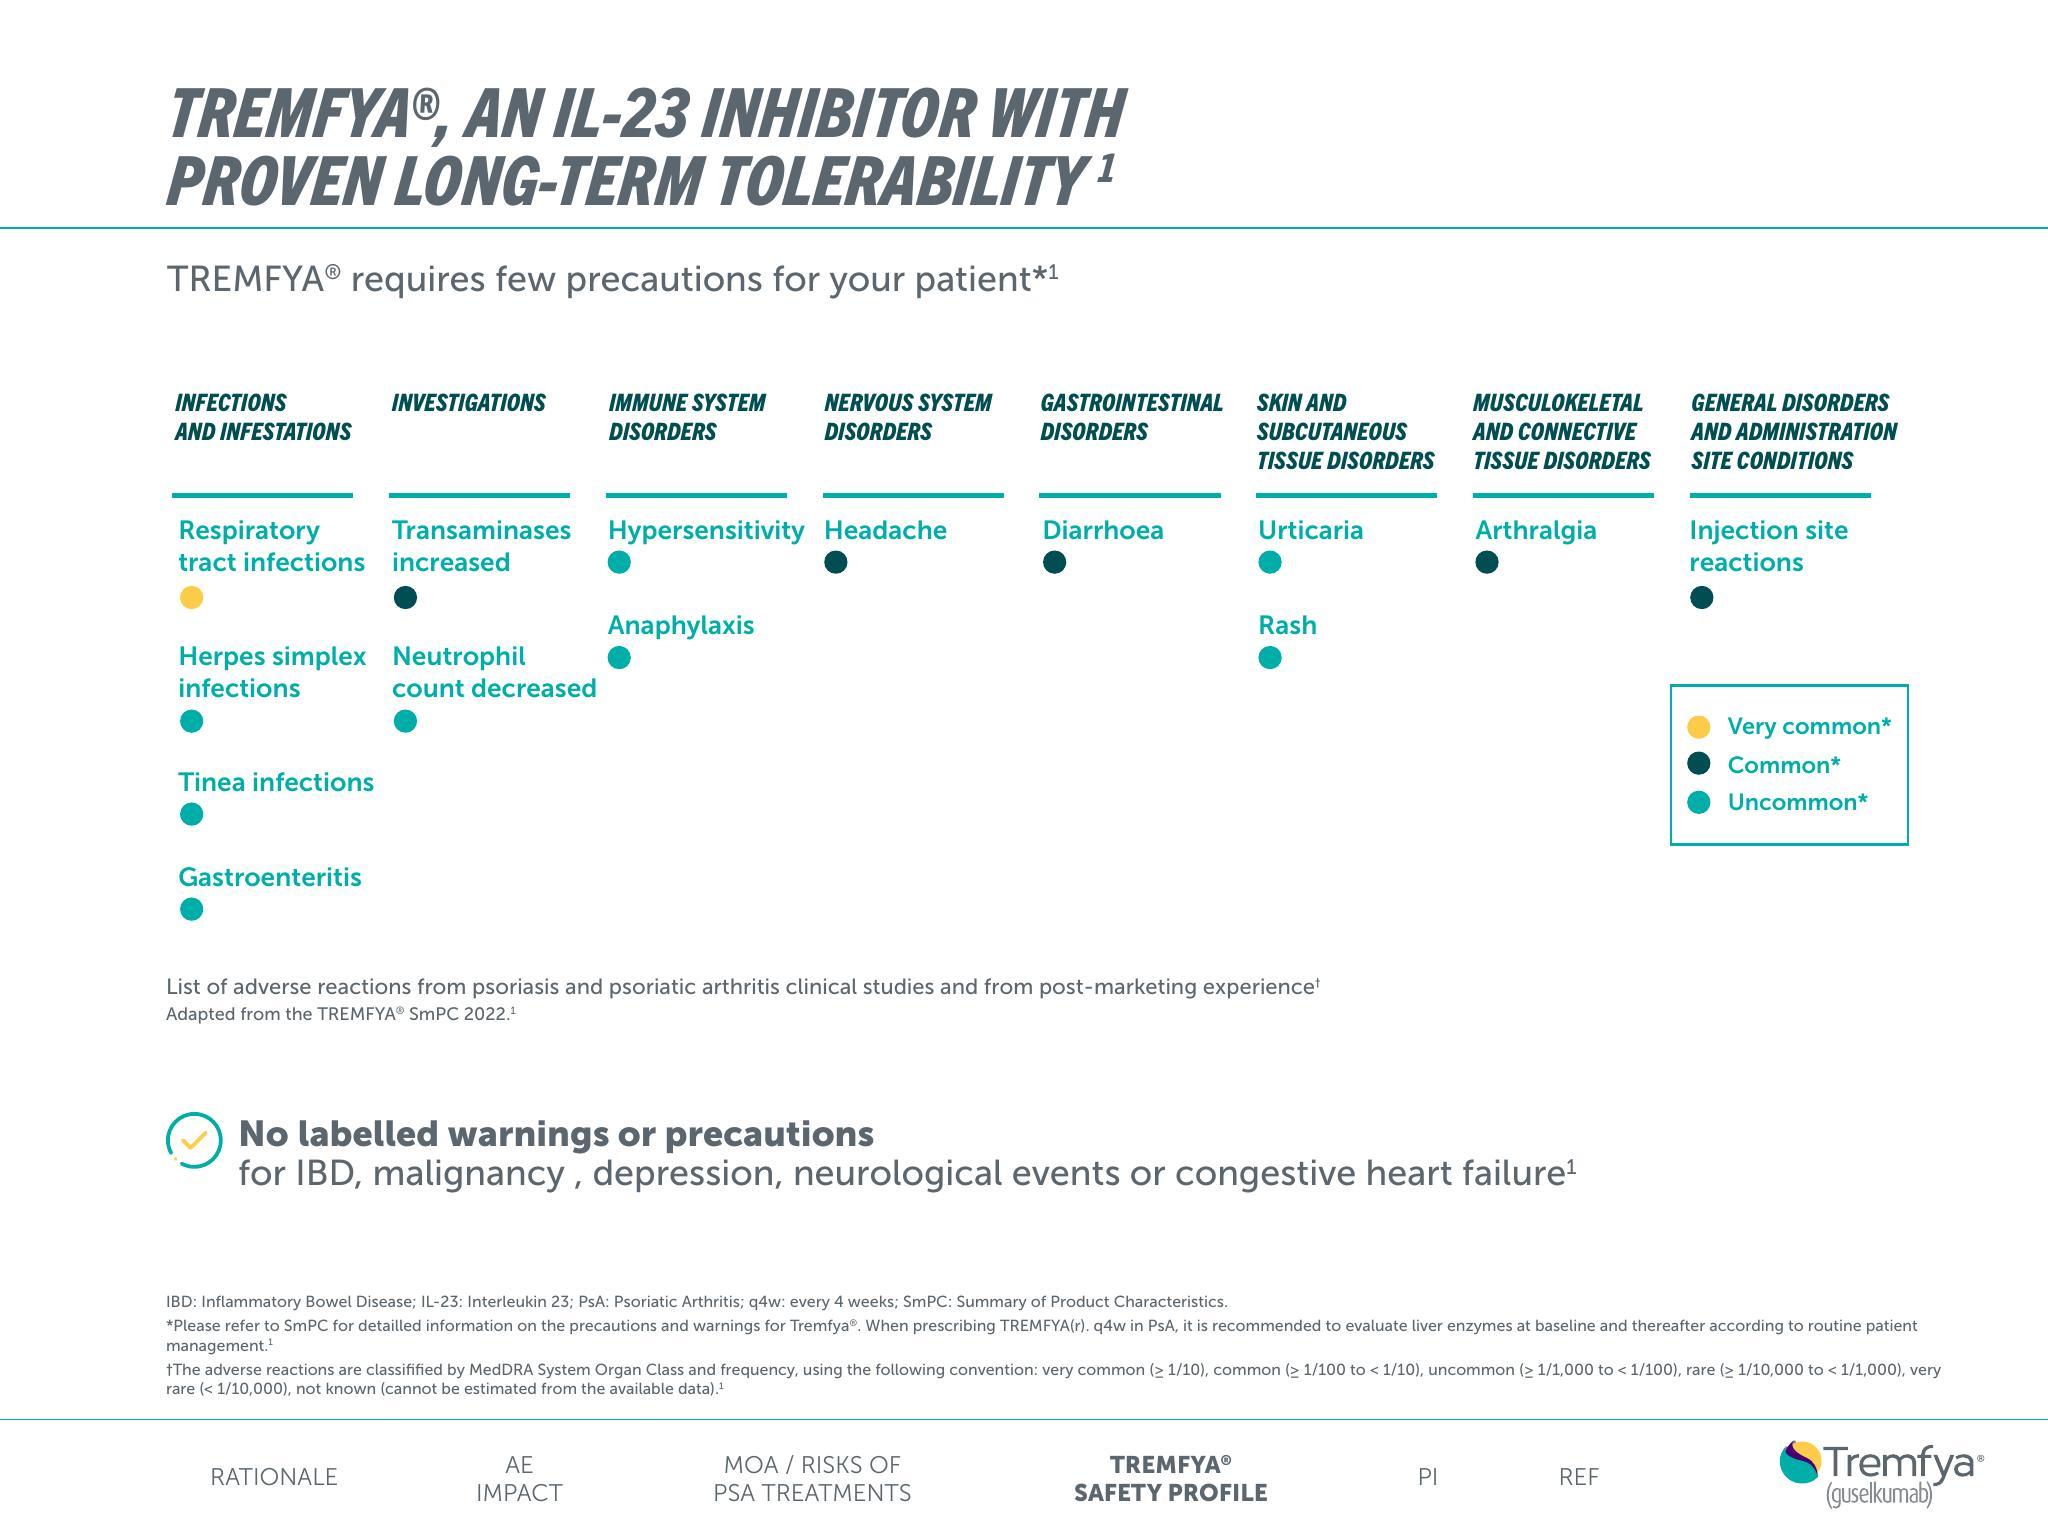 TREMFYA®, AN IL-23 INHIBITOR WITH
PROVEN LONG-TERM TOLERABILITY 1
TREMFYA® requires few precautions for your patient*1
INFECTIONS
AND INFESTATIONS
Respiratory
tract infections
Herpes simplex
infections
Tinea infections
Gastroenteritis
INVESTIGATIONS
Transaminases
increased
Neutrophil
count decreased
IMMUNE SYSTEM
DISORDERS
Hypersensitivity
Anaphylaxis
NERVOUS SYSTEM
DISORDERS
Headache
GASTROINTESTINAL
DISORDERS
Diarrhoea
SKIN AND
SUBCUTANEOUS
TISSUE DISORDERS
Urticaria
Rash
MUSCULOKELETAL
AND CONNECTIVE
TISSUE DISORDERS
Arthralgia
GENERAL DISORDERS
AND ADMINISTRATION
SITE CONDITIONS
Injection site
reactions
Very common*
Common*
Uncommon*
List of adverse reactions from psoriasis and psoriatic arthritis clinical studies and from post-marketing experience†
Adapted from the TREMFYA® SmPC 2022.1
No labelled warnings or precautions
for IBD, malignancy , depression, neurological events or congestive heart failure1
IBD: Inflammatory Bowel Disease; IL-23: Interleukin 23; PsA: Psoriatic Arthritis; q4w: every 4 weeks; SmPC: Summary of Product Characteristics.
*Please refer to SmPC for detailled information on the precautions and warnings for Tremfya®. When prescribing TREMFYA(r). q4w in PsA, it is recommended to evaluate liver enzymes at baseline and thereafter according to routine patient
management.1
†The adverse reactions are classifified by MedDRA System Organ Class and frequency, using the following convention: very common (≥ 1/10), common (≥ 1/100 to < 1/10), uncommon (≥ 1/1,000 to < 1/100), rare (≥ 1/10,000 to < 1/1,000), very
rare (< 1/10,000), not known (cannot be estimated from the available data).1
RATIONALE
AE
IMPACT
MOA / RISKS OF
PSA TREATMENTS
TREMFYA®
SAFETY PROFILE
PI
REF
Tremfya®
(guselkumab)